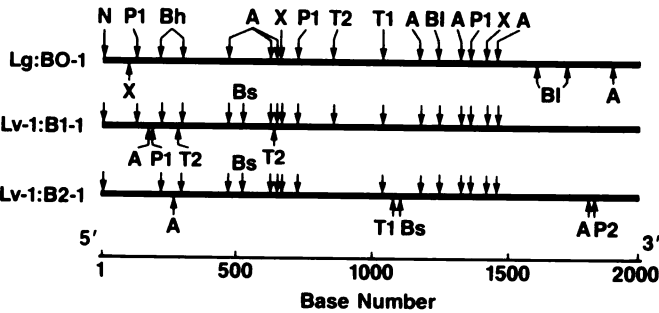 N P1 Bh A X P1 T2 T1 A Bl A P1 X A
Lg:BO-1
X Bl A
Bs
Lv-1:B1-1
A P1 T2 T2
Bs
Lv-1:B2-1
A T1 Bs A P2
5′ 3′
1 500 1000 1500 2000
Base Number